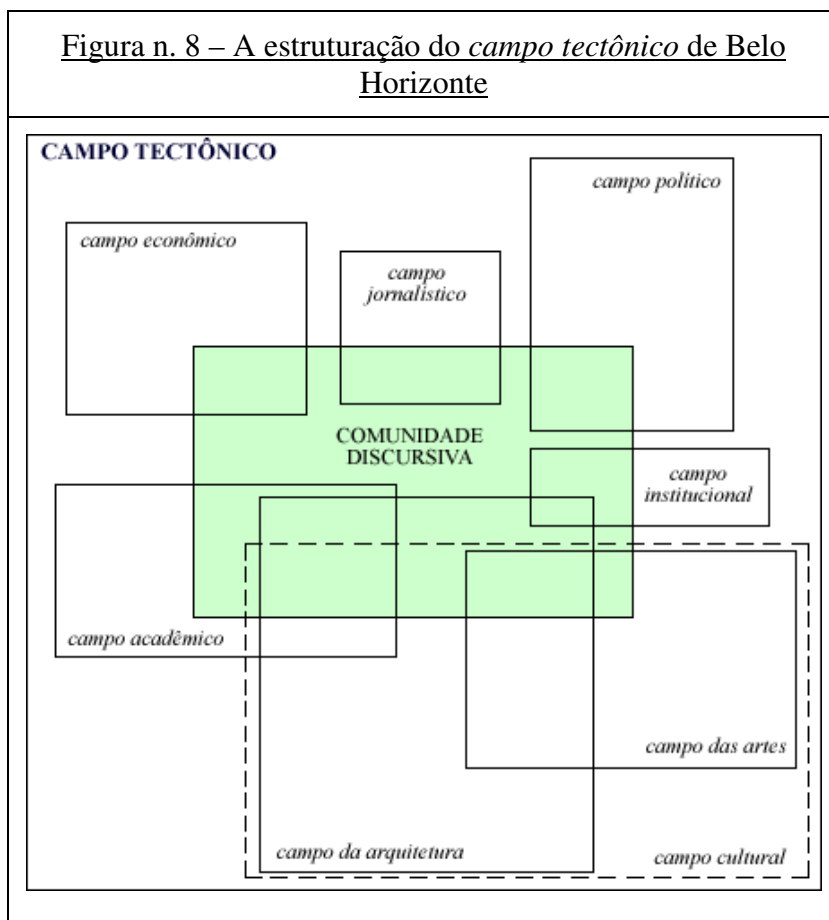 Figura n. 8 – A estruturação do campo tectônico de Belo
Horizonte
CAMPO TECTÔNICO
campo político
campo econômico
campo
jornalístico
COMUNIDADE
DISCURSIVA
campo
institucional
campo acadêmico
campo das artes
campo da arquitetura
campo cultural